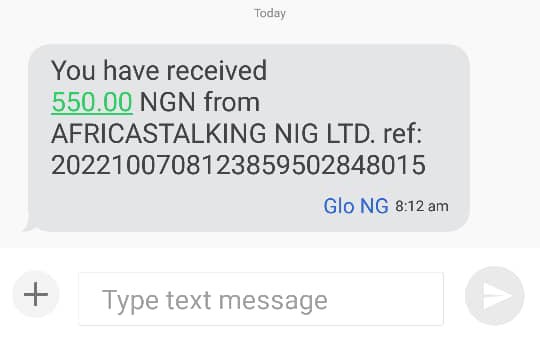 Today
You have received
550.00 NGN from
AFRICASTALKING NIG LTD. ref:
2022100708123859502848015
Glo NG 8:12 am
Type text message